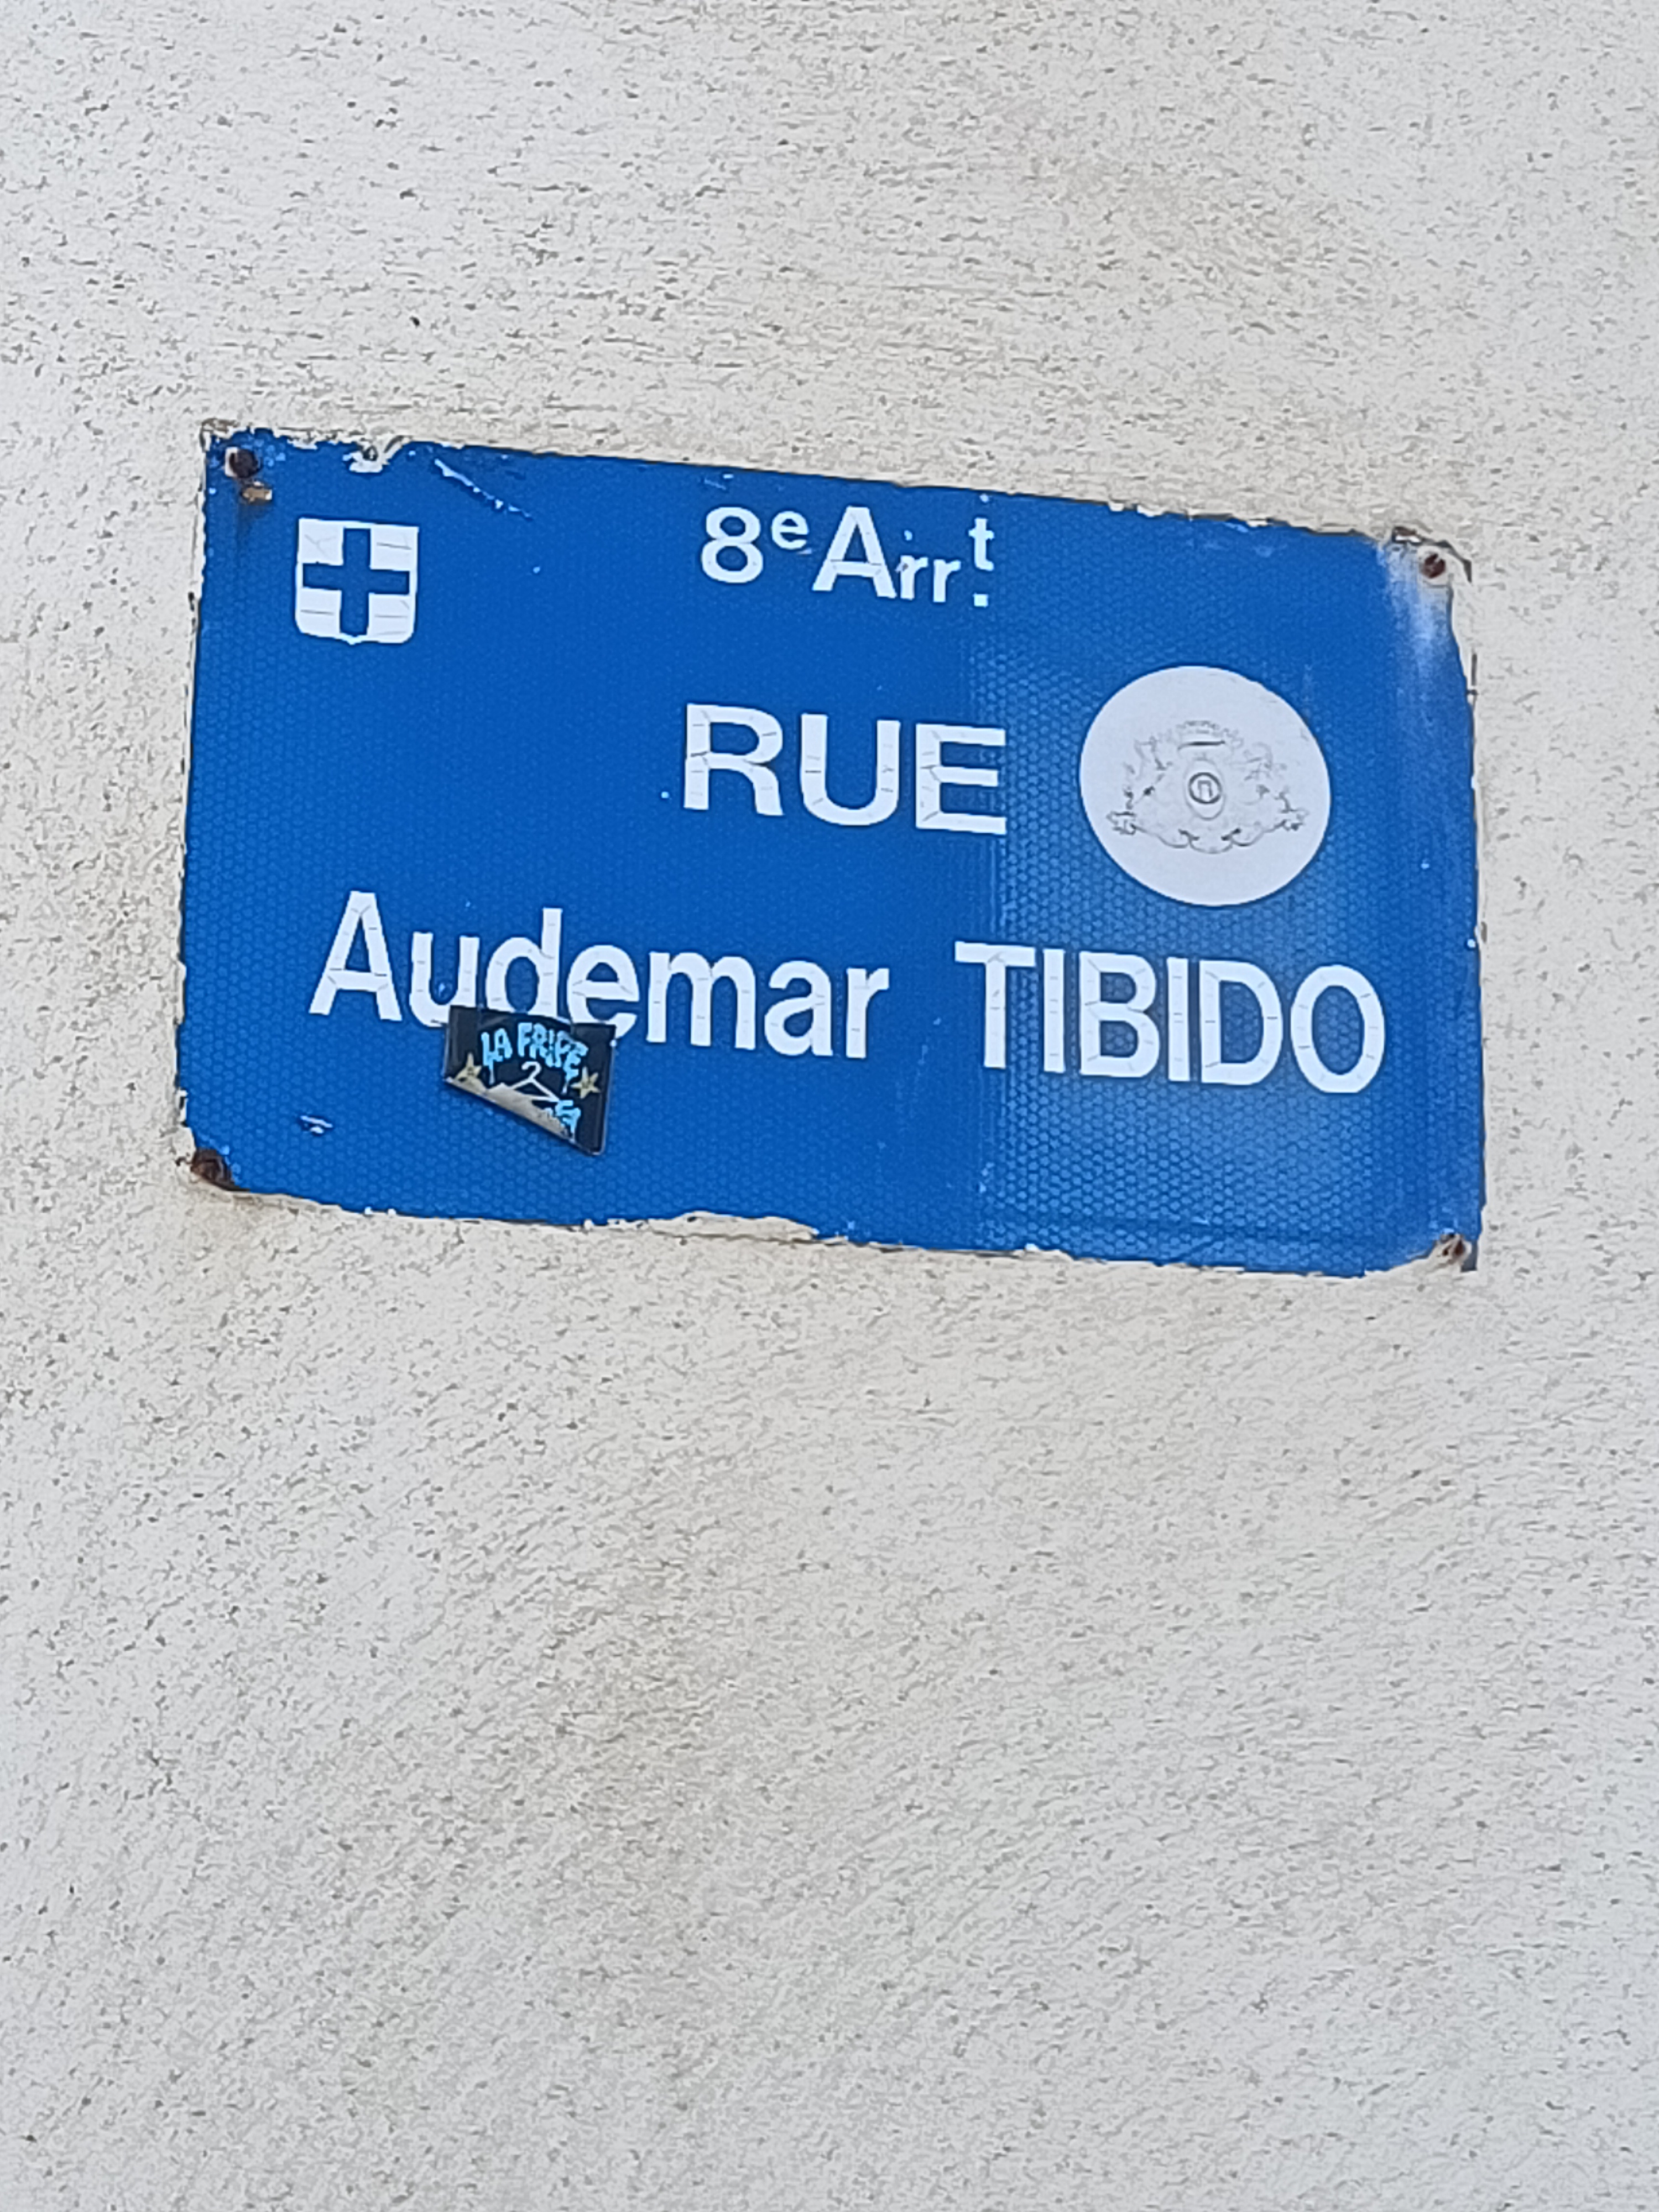 8e Arrt.
RUE
Audemar TIBIDO
LA FRIPE